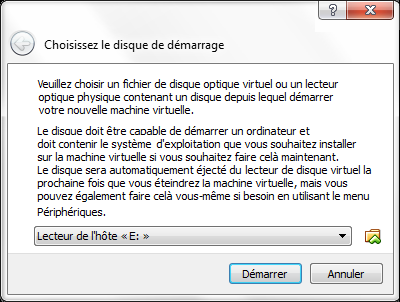 Choisissez le disque de démarrage
Veuillez choisir un fichier de disque optique virtuel ou un lecteur
optique physique contenant un disque depuis lequel démarrer
votre nouvelle machine virtuelle.
Le disque doit être capable de démarrer un ordinateur et
doit contenir le système d'exploitation que vous souhaitez installer
sur la machine virtuelle si vous souhaitez faire celà maintenant.
Le disque sera automatiquement éjecté du lecteur de disque virtuel la
prochaine fois que vous éteindrez la machine virtuelle, mais vous
pouvez également faire celà vous-même si besoin en utilisant le menu
Périphériques.
Lecteur de l'hôte « E: »
Démarrer
Annuler